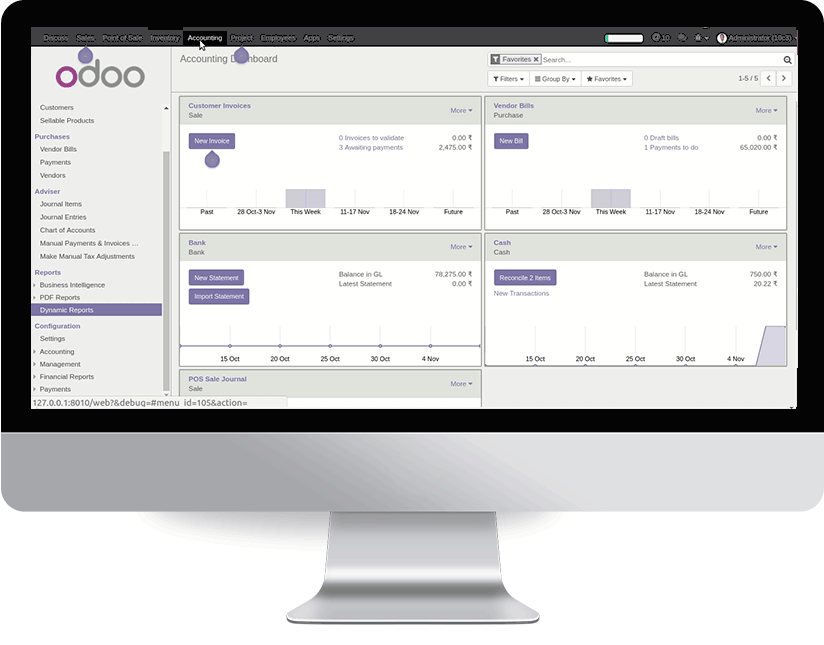 Discuss Sales Point of Sale Inventory Accounting Project Employees Apps Settings
@ 10 Administrator (10c3)
odoo
Accounting Dashboard
Favorites ✖ Search...
Filters Group By Favorites 1-5 / 5
Customers
Sellable Products
Purchases
Vendor Bills
Payments
Vendors
Adviser
Journal Items
Journal Entries
Chart of Accounts
Manual Payments & Invoices ...
Make Manual Tax Adjustments
Reports
Business Intelligence
PDF Reports
Dynamic Reports
Configuration
Settings
Accounting
Management
Financial Reports
Payments
127.0.0.1:8010/web?&debug=#menu_id=105&action=
Customer Invoices More
Sale
New Invoice
0 Invoices to validate 0.00 ₹
3 Awaiting payments 2,475.00 ₹
Past 28 Oct-3 Nov This Week 11-17 Nov 18-24 Nov Future
Vendor Bills More
Purchase
New Bill
0 Draft bills 0.00 ₹
1 Payments to do 65,020.00 ₹
Past 28 Oct-3 Nov This Week 11-17 Nov 18-24 Nov Future
Bank More
Bank
New Statement
Import Statement
Balance in GL 78,275.00 ₹
Latest Statement 0.00 ₹
15 Oct 20 Oct 25 Oct 30 Oct 4 Nov
Cash More
Cash
Reconcile 2 Items
New Transactions
Balance in GL 750.00 ₹
Latest Statement 20.22 ₹
15 Oct 20 Oct 25 Oct 30 Oct 4 Nov
POS Sale Journal More
Sale